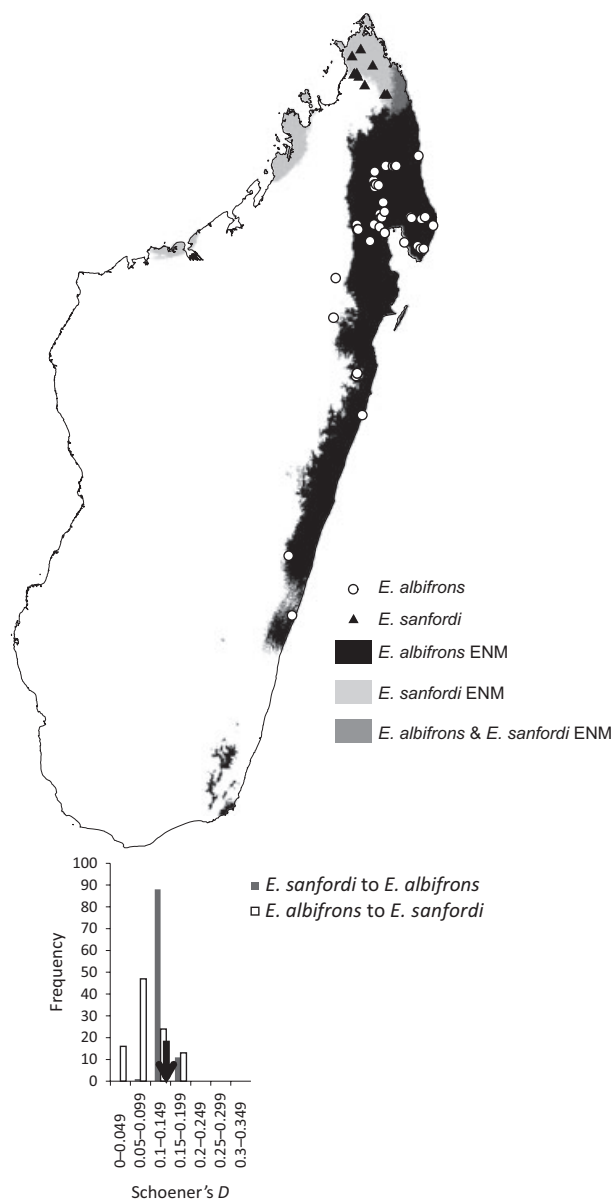 E. albifrons
E. sanfordi
E. albifrons ENM
E. sanfordi ENM
E. albifrons & E. sanfordi ENM
100
90
80
70
60
50
40
30
20
10
0
Frequency
E. sanfordi to E. albifrons
E. albifrons to E. sanfordi
0–0.049
0.05–0.099
0.1–0.149
0.15–0.199
0.2–0.249
0.25–0.299
0.3–0.349
Schoener's D